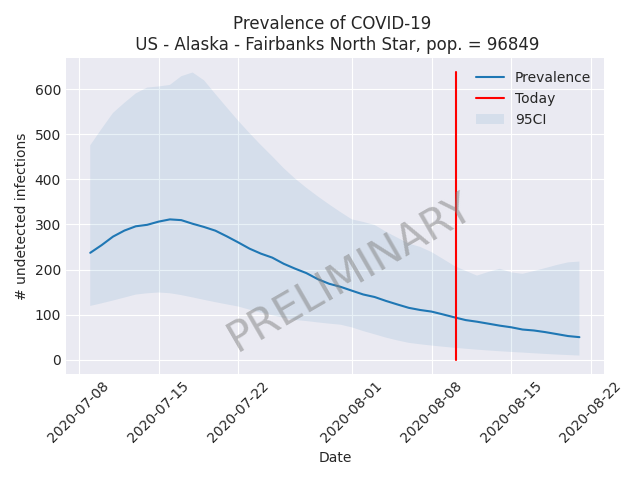 Prevalence of COVID-19
US - Alaska - Fairbanks North Star, pop. = 96849
# undetected infections
600
500
400
300
200
100
0
Prevalence
Today
95CI
PRELIMINARY
2020-07-08
2020-07-15
2020-07-22
2020-08-01
2020-08-08
2020-08-15
2020-08-22
Date